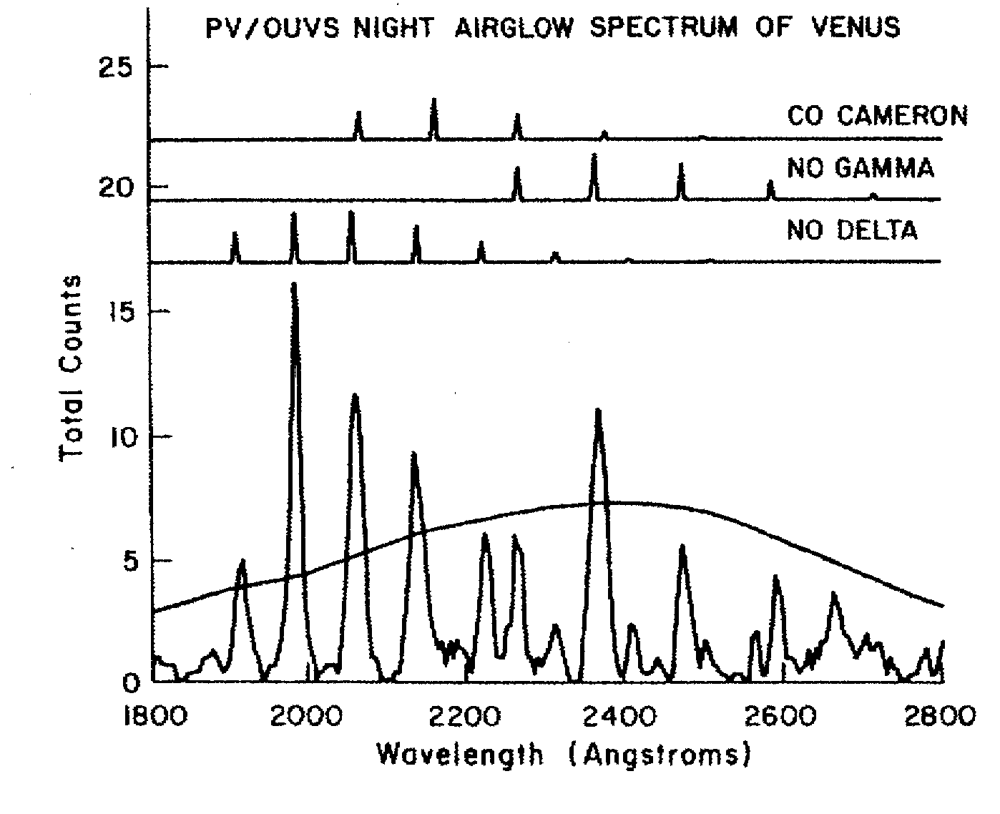 PV/OUVS NIGHT AIRGLOW SPECTRUM OF VENUS
25
CO CAMERON
NO GAMMA
20
NO DELTA
Total Counts
15
10
5
0
1800 2000 2200 2400 2600 2800
Wavelength (Angstroms)